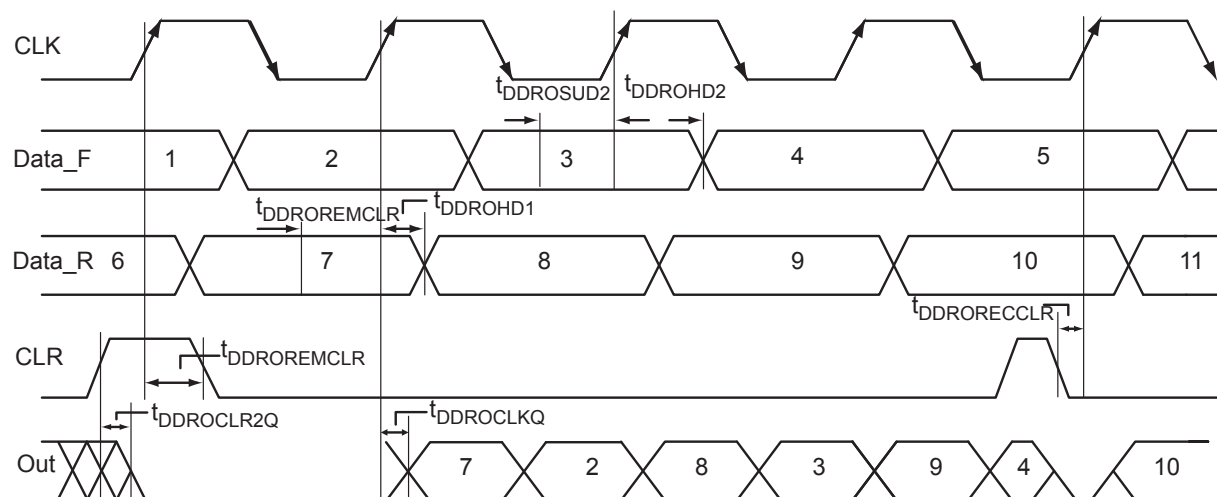 CLK
tDDROSUD2 tDDROHD2
Data_F 1 2 3 4 5
tDDROREMCLR tDDROHD1
Data_R 6 7 8 9 10 11
tDDRORECCLR
CLR tDDROREMCLR
tDDROCLR2Q tDDROCLKQ
Out 7 2 8 3 9 4 10